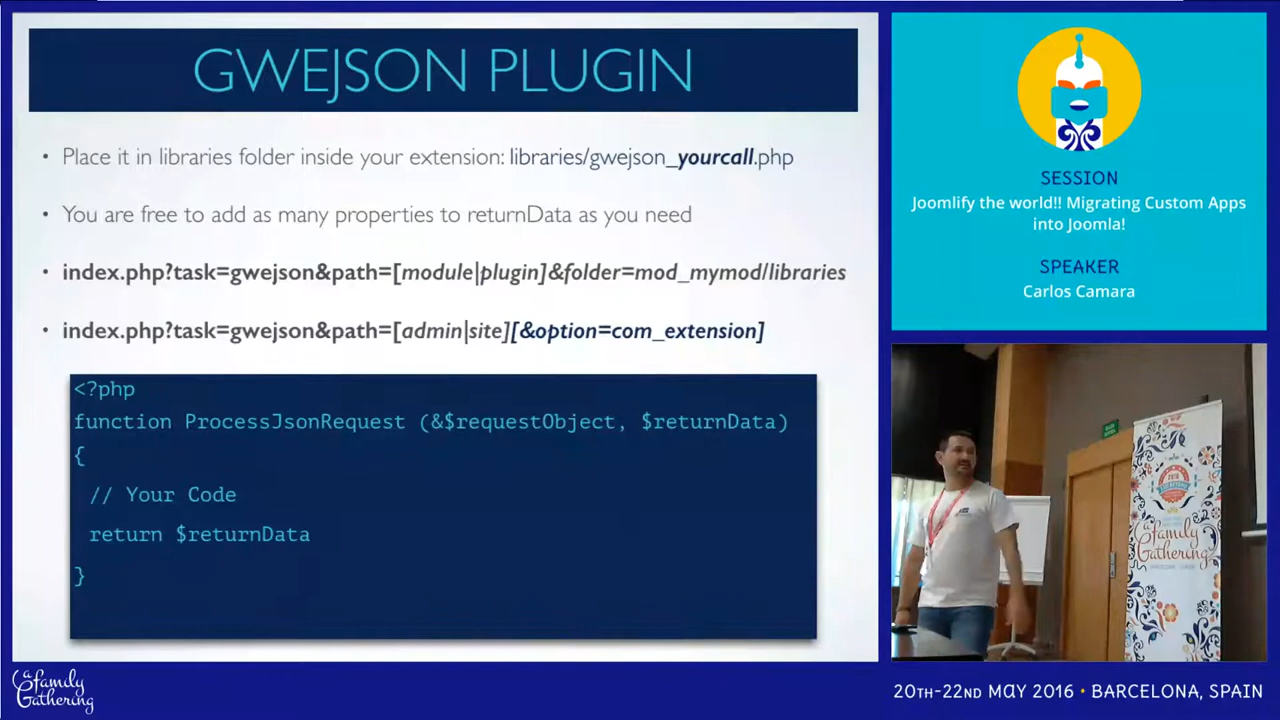 GWEJSON PLUGIN
• Place it in libraries folder inside your extension: libraries/gwejson_yourcall.php
• You are free to add as many properties to returnData as you need
• index.php?task=gwejson&path=[module|plugin]&folder=mod_mymod/libraries
• index.php?task=gwejson&path=[admin|site][&option=com_extension]
<?php
function ProcessJsonRequest (&$requestObject, $returnData)
{
// Your Code
return $returnData
}
SESSION
Joomlify the world!! Migrating Custom Apps
into Joomla!
SPEAKER
Carlos Camara
a family
Gathering
a family
Gathering
20TH-22ND MAY 2016 • BARCELONA, SPAIN